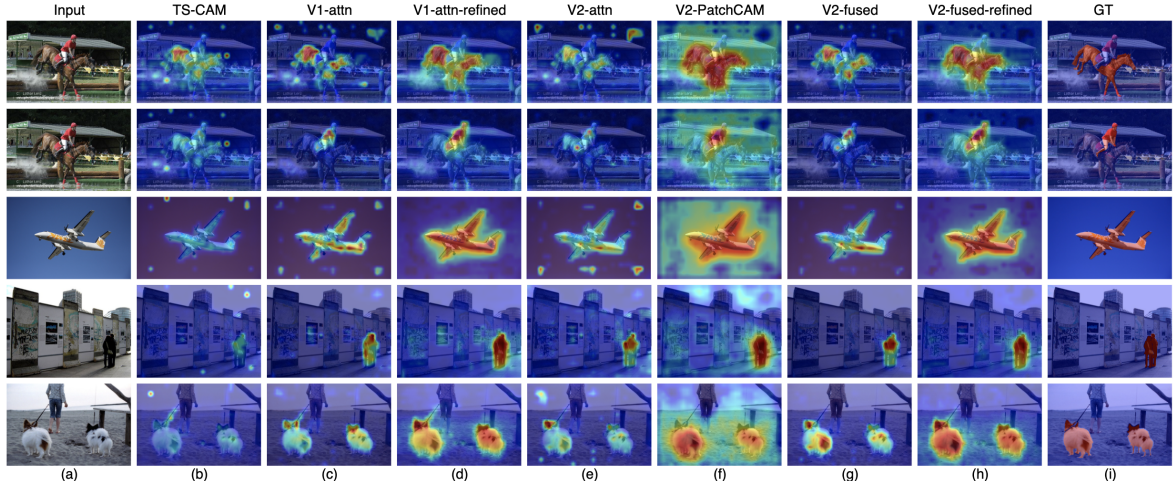 Input TS-CAM V1-attn V1-attn-refined V2-attn V2-PatchCAM V2-fused V2-fused-refined GT
(a) (b) (c) (d) (e) (f) (g) (h) (i)